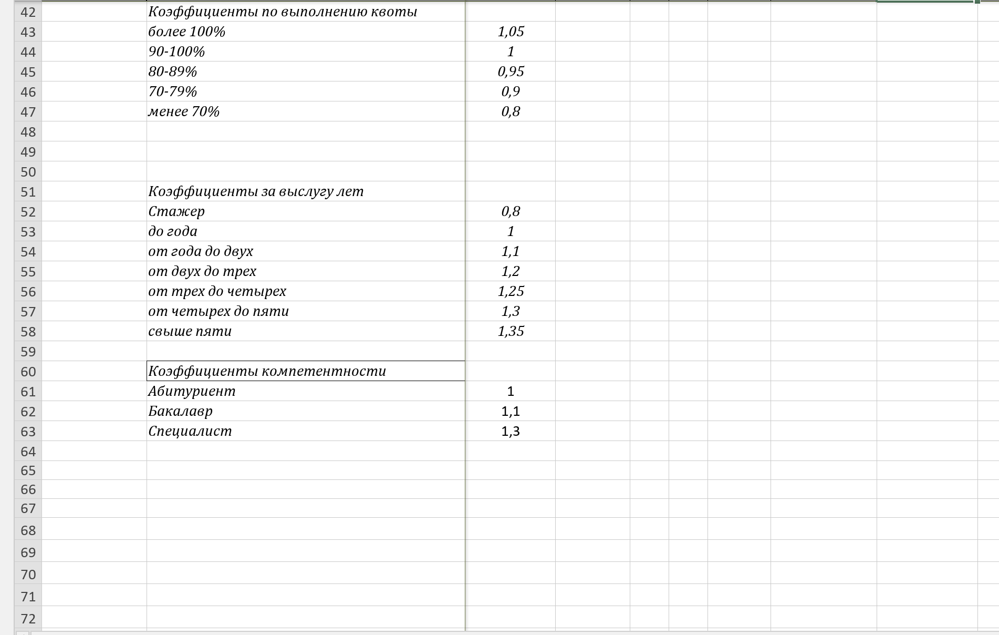 42 Коэффициенты по выполнению квоты
43 более 100% 1,05
44 90-100% 1
45 80-89% 0,95
46 70-79% 0,9
47 менее 70% 0,8
48
49
50
51 Коэффициенты за выслугу лет
52 Стажер 0,8
53 до года 1
54 от года до двух 1,1
55 от двух до трех 1,2
56 от трех до четырех 1,25
57 от четырех до пяти 1,3
58 свыше пяти 1,35
59
60 Коэффициенты компетентности
61 Абитуриент 1
62 Бакалавр 1,1
63 Специалист 1,3
64
65
66
67
68
69
70
71
72